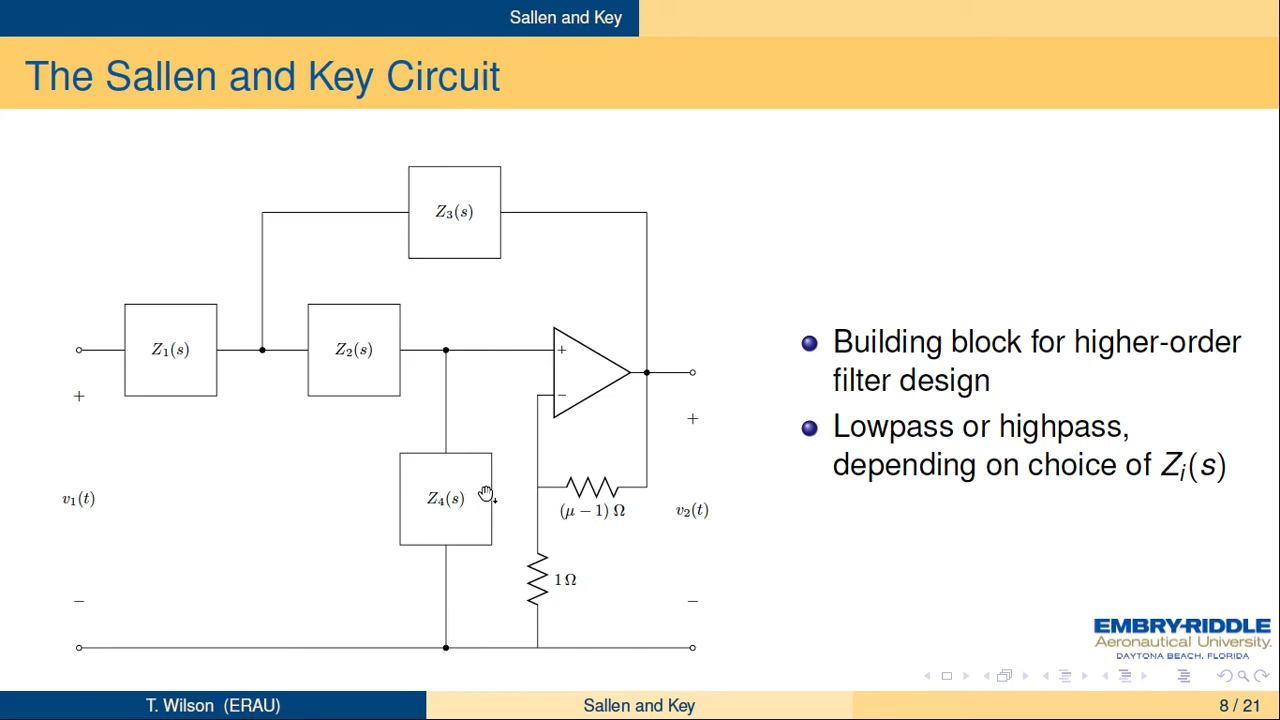 Sallen and Key
The Sallen and Key Circuit
Z₃(s)
Z₁(s)
Z₂(s)
+
+
−
+
Building block for higher-order
filter design
Lowpass or highpass,
depending on choice of Zᵢ(s)
v₁(t)
Z₄(s)
(μ − 1) Ω
v₂(t)
1 Ω
−
−
EMBRY-RIDDLE
Aeronautical University
DAYTONA BEACH, FLORIDA
T. Wilson (ERAU)
Sallen and Key
8 / 21